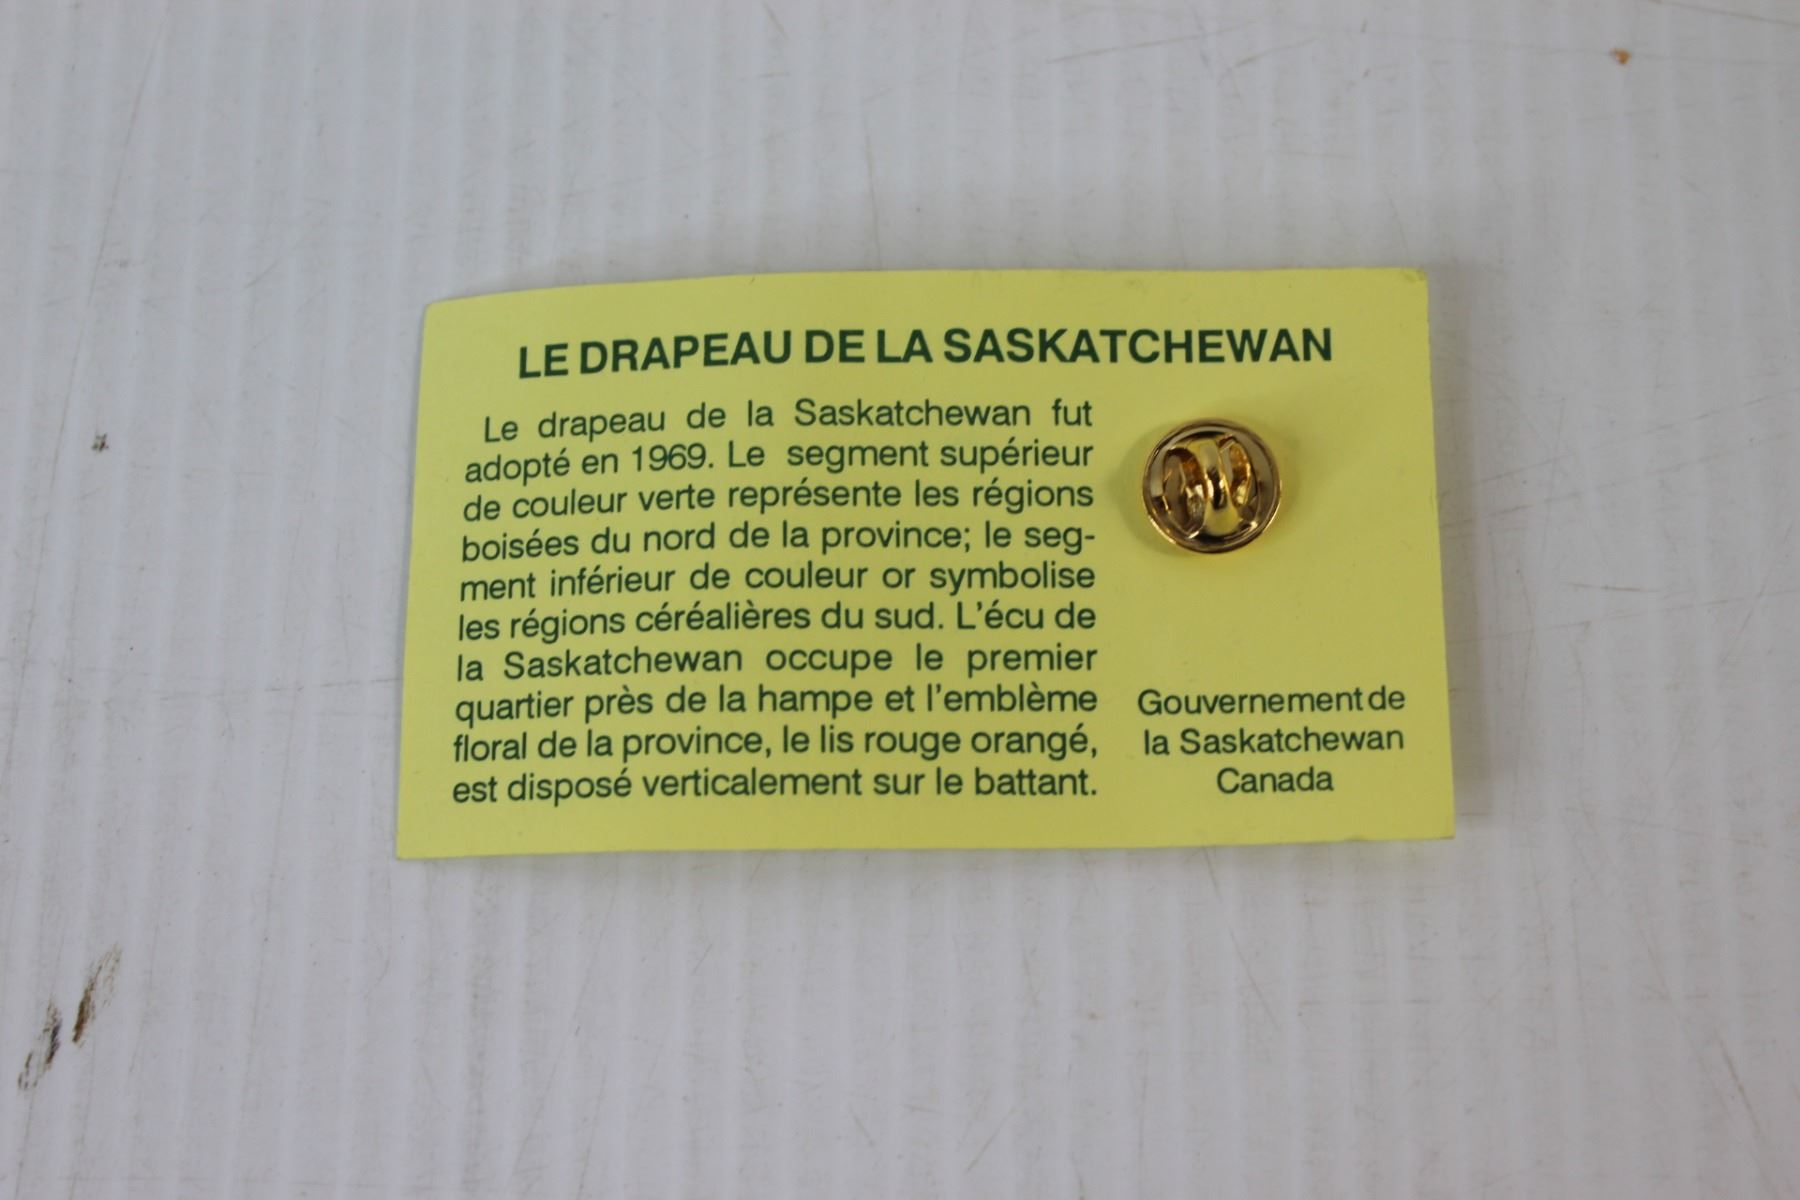 LE DRAPEAU DE LA SASKATCHEWAN
Le drapeau de la Saskatchewan fut
adopté en 1969. Le segment supérieur
de couleur verte représente les régions
boisées du nord de la province; le seg-
ment inférieur de couleur or symbolise
les régions céréalières du sud. L'écu de
la Saskatchewan occupe le premier
quartier près de la hampe et l'emblème
floral de la province, le lis rouge orangé,
est disposé verticalement sur le battant.
Gouvernement de
la Saskatchewan
Canada